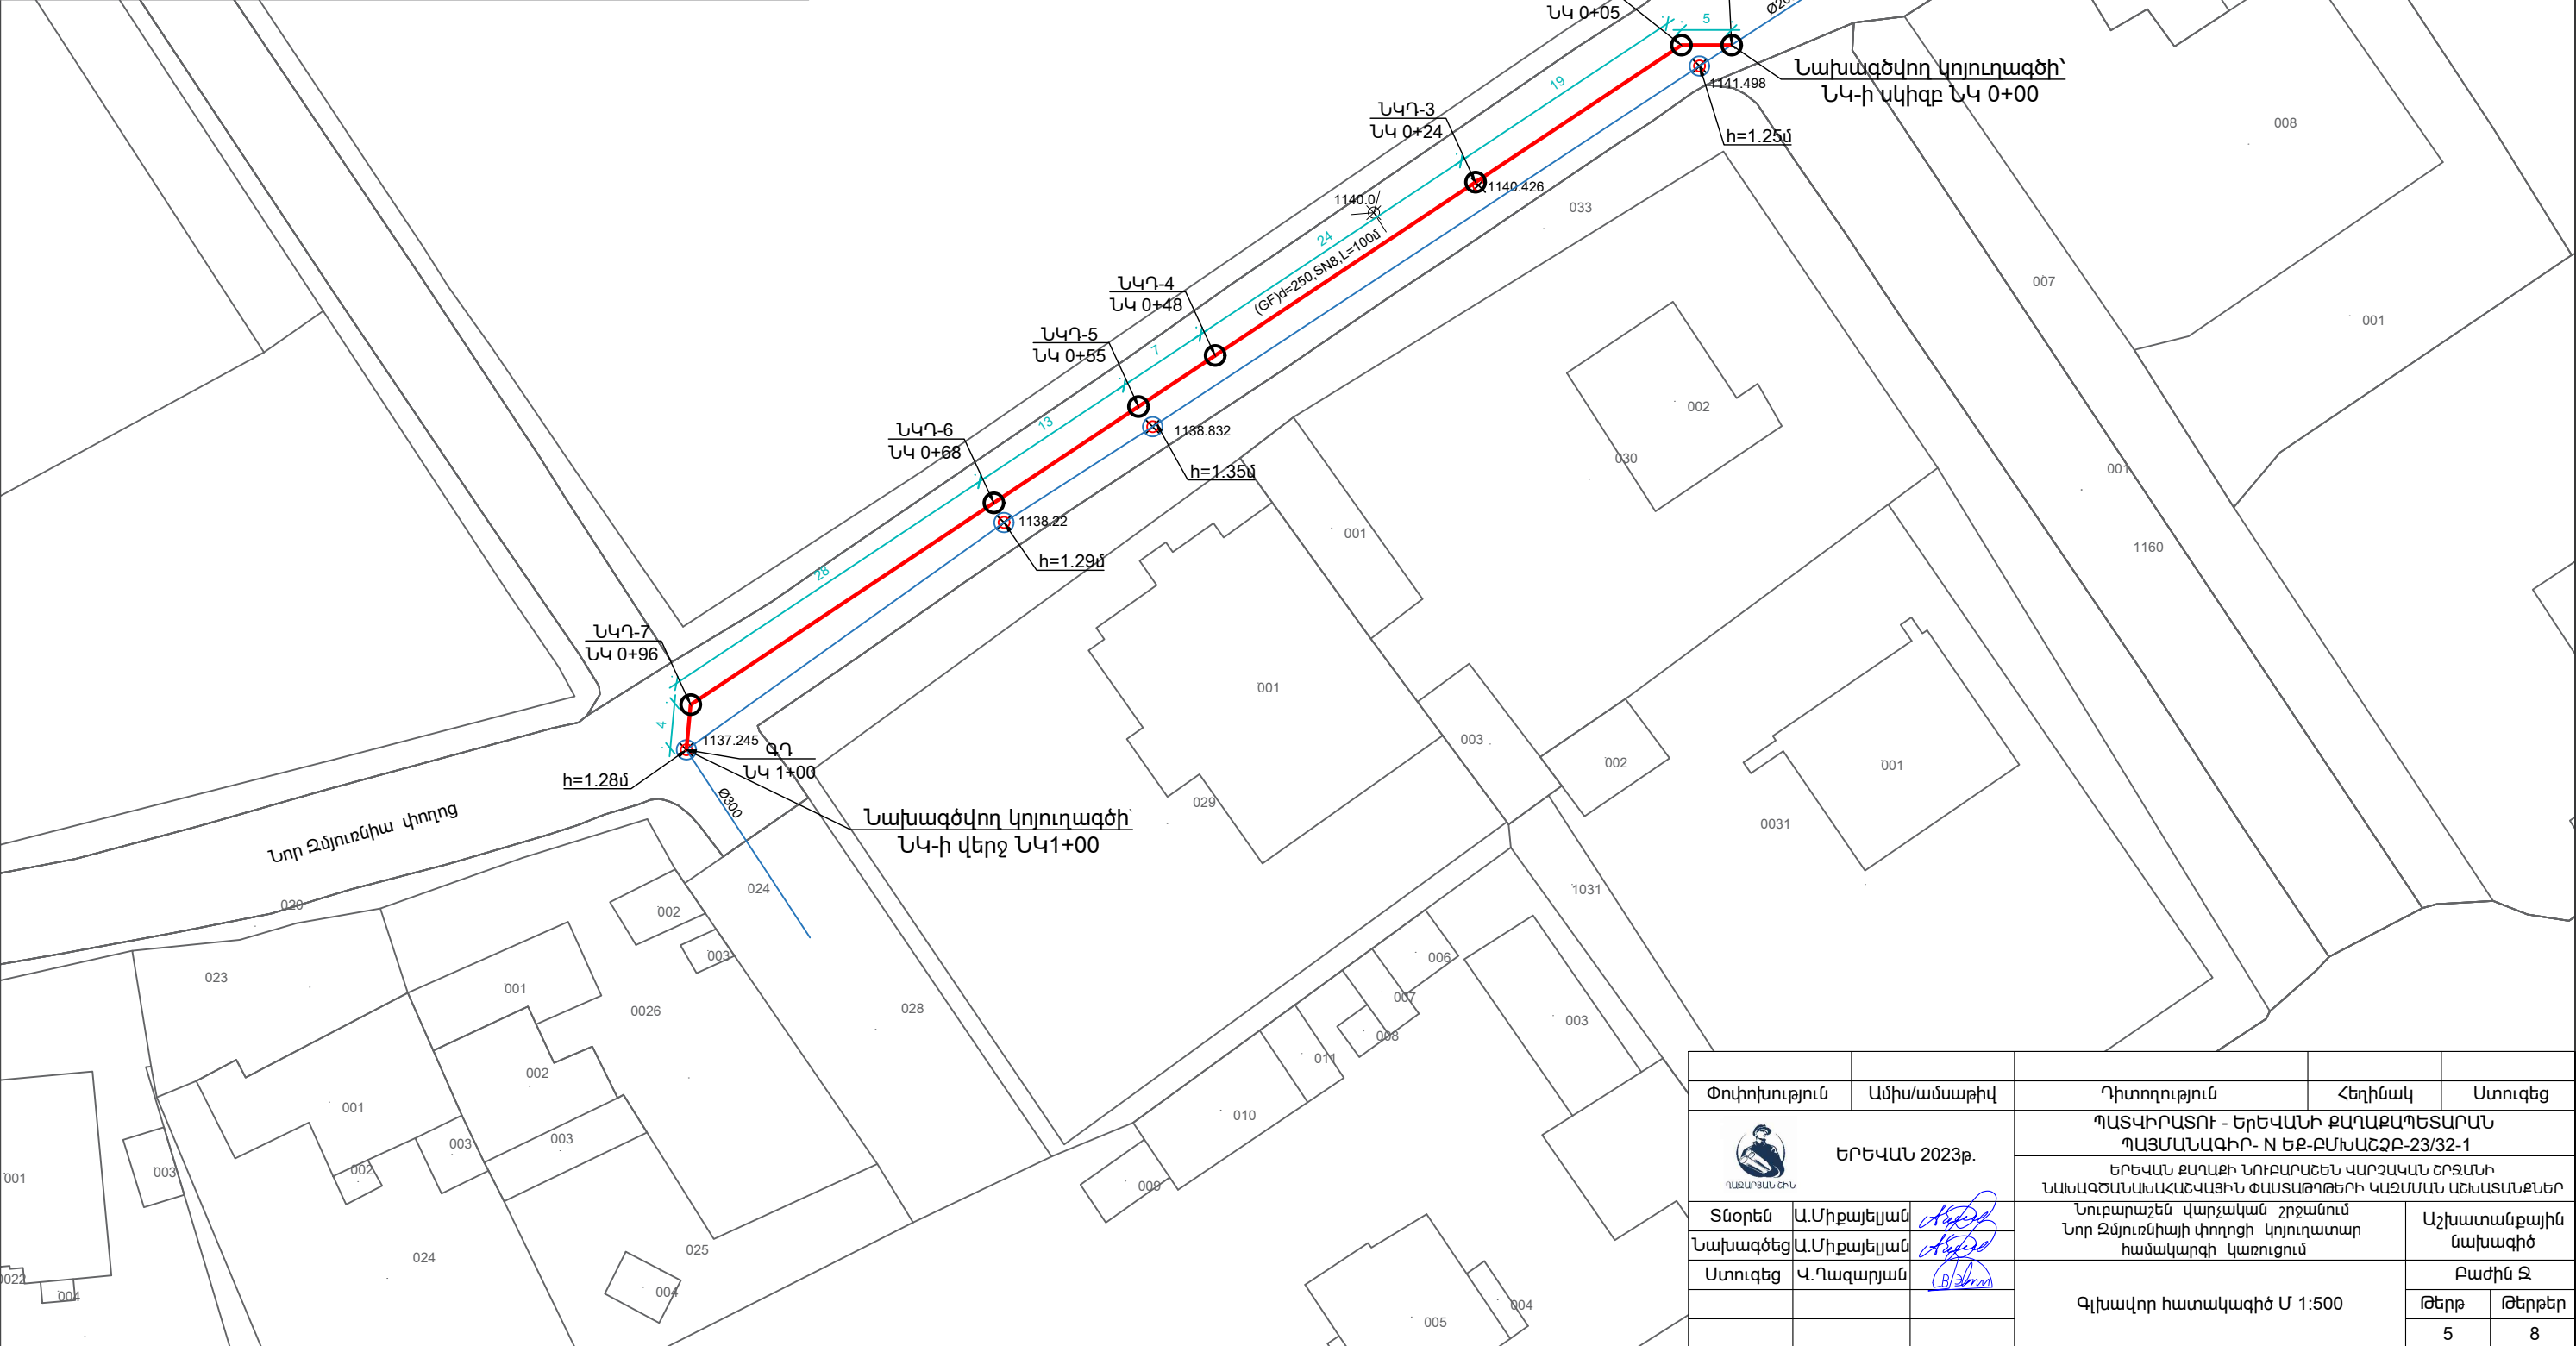 ՆԿ 0+05
5
19
Նախագծվող կոյուղագծի՝
ՆԿ-ի սկիզբ ՆԿ 0+00
1141.498
h=1.25մ
008
ՆԿԴ-3
ՆԿ 0+24
1140.426
1140.0
033
24
(GF)d=250,SN8,L=100մ
007
001
ՆԿԴ-4
ՆԿ 0+48
ՆԿԴ-5
ՆԿ 0+55
7
13
002
ՆԿԴ-6
ՆԿ 0+68
1138.832
h=1.35մ
030
001
1138.22
001
1160
h=1.29մ
28
ՆԿԴ-7
ՆԿ 0+96
001
4
1137.245
ԳԴ
ՆԿ 1+00
h=1.28մ
003
002
001
Ø300
029
0031
Նախագծվող կոյուղագծի՝
ՆԿ-ի վերջ ՆԿ1+00
Նոր Զմյուռնիա փողոց
024
1031
020
002
003
006
023
001
0026
028
007
003
008
011
002
001
010
003
003
002
003
001
009
024
025
0022
004
004
004
005
Փոփոխություն
Ամիս/ամսաթիվ
Դիտողություն
Հեղինակ
Ստուգեց
ՊԱՏՎԻՐԱՏՈՒ - ԵՐԵՎԱՆԻ ՔԱՂԱՔԱՊԵՏԱՐԱՆ
ՊԱՅՄԱՆԱԳԻՐ- N ԵՔ-ԲՄԽԱՇՁԲ-23/32-1
ԵՐԵՎԱՆ 2023թ.
ՂԱԶԱՐՅԱՆ ՇԻՆ
ԵՐԵՎԱՆ ՔԱՂԱՔԻ ՆՈՒԲԱՐԱՇԵՆ ՎԱՐՉԱԿԱՆ ՇՐՋԱՆԻ
ՆԱԽԱԳԾԱՆԱԽԱՀԱՇՎԱՅԻՆ ՓԱՍՏԱԹՂԹԵՐԻ ԿԱԶՄՄԱՆ ԱՇԽԱՏԱՆՔՆԵՐ
Տնօրեն
Ա.Միքայելյան
Նախագծեց
Ա.Միքայելյան
Ստուգեց
Վ.Ղազարյան
Նուբարաշեն վարչական շրջանում
Նոր Զմյուռնիայի փողոցի կոյուղատար
համակարգի կառուցում
Աշխատանքային
նախագիծ
Բաժին Ջ
Գլխավոր հատակագիծ Մ 1:500
Թերթ
Թերթեր
5
8